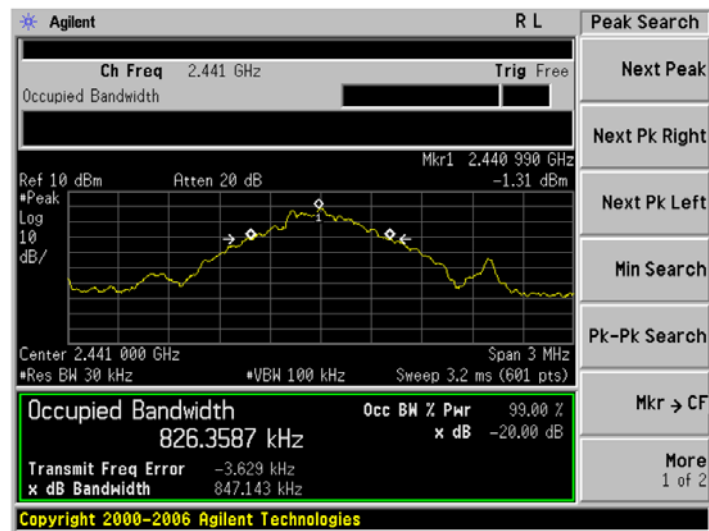 Agilent R L Peak Search
Ch Freq 2.441 GHz Trig Free
Occupied Bandwidth
Next Peak
Next Pk Right
Next Pk Left
Min Search
Pk-Pk Search
Mkr → CF
More
1 of 2
Mkr1 2.440 990 GHz
Ref 10 dBm Atten 20 dB -1.31 dBm
#Peak
Log
10
dB/
1
Center 2.441 000 GHz Span 3 MHz
#Res BW 30 kHz #VBW 100 kHz Sweep 3.2 ms (601 pts)
Occupied Bandwidth Occ BW % Pwr 99.00 %
826.3587 kHz x dB -20.00 dB
Transmit Freq Error -3.629 kHz
x dB Bandwidth 847.143 kHz
Copyright 2000-2006 Agilent Technologies